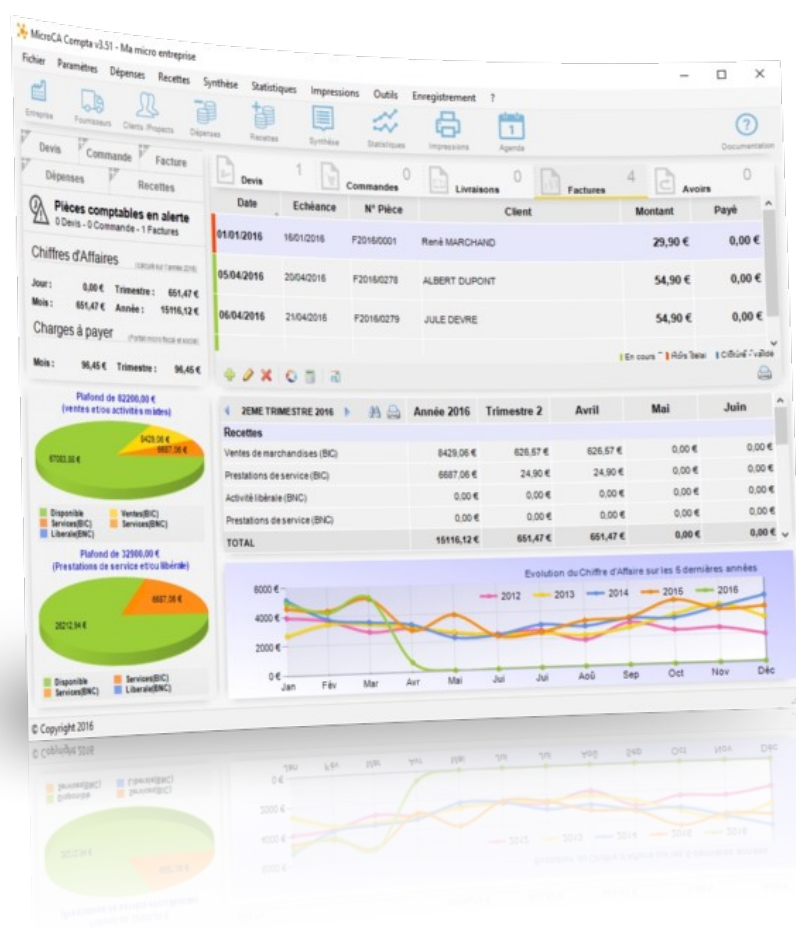 MicroCA Compta v3.51 - Ma micro entreprise
Fichier Paramètres Dépenses Recettes Synthèse Statistiques Impressions Outils Enregistrement ?
Entreprise Fournisseurs Clients /Propects Dépenses Recettes Synthèse Statistiques Impressions Agenda Documentation
1
Devis Commande Facture
Dépenses Recettes
Pièces comptables en alerte
0 Devis - 0 Commande - 1 Factures
Chiffres d'Affaires
Jour : 0,00 € Trimestre : 651,47 €
Mois : 651,47 € Année : 15116,12 €
Charges à payer
Mois : 96,45 € Trimestre : 96,45 €
Plafond de 82200,00 €
(ventes et/ou activités mixtes)
8429,06 €
6687,06 €
67083,88 €
Disponible Ventes(BIC)
Services(BIC) Services(BNC)
Liberale(BNC)
Plafond de 32900,00 €
(Prestations de service et/ou libérale)
6687,06 €
26212,94 €
Disponible Services(BIC)
Services(BNC) Liberale(BNC)
Devis 1 Commandes 0 Livraisons 0 Factures 4 Avoirs 0
Date Echéance N° Pièce Client Montant Payé
01/01/2016 16/01/2016 F2016/0001 René MARCHAND 29,90 € 0,00 €
05/04/2016 20/04/2016 F2016/0278 ALBERT DUPONT 54,90 € 0,00 €
06/04/2016 21/04/2016 F2016/0279 JULE DEVRE 54,90 € 0,00 €
En cours
2EME TRIMESTRE 2016 Année 2016 Trimestre 2 Avril Mai Juin
Recettes
Ventes de marchandises (BIC) 8429,06 € 626,57 € 626,57 € 0,00 € 0,00 €
Prestations de service (BIC) 6687,06 € 24,90 € 24,90 € 0,00 € 0,00 €
Activité libérale (BNC) 0,00 € 0,00 € 0,00 € 0,00 € 0,00 €
Prestations de service (BNC) 0,00 € 0,00 € 0,00 € 0,00 € 0,00 €
TOTAL 15116,12 € 651,47 € 651,47 € 0,00 € 0,00 €
Evolution du Chiffre d'Affaire sur les 5 dernières années
2012 2013 2014 2015 2016
6000 €
4000 €
2000 €
0 €
Jan Fév Mar Avr Mai Jui Jui Aoû Sep Oct Nov Déc
© Copyright 2016